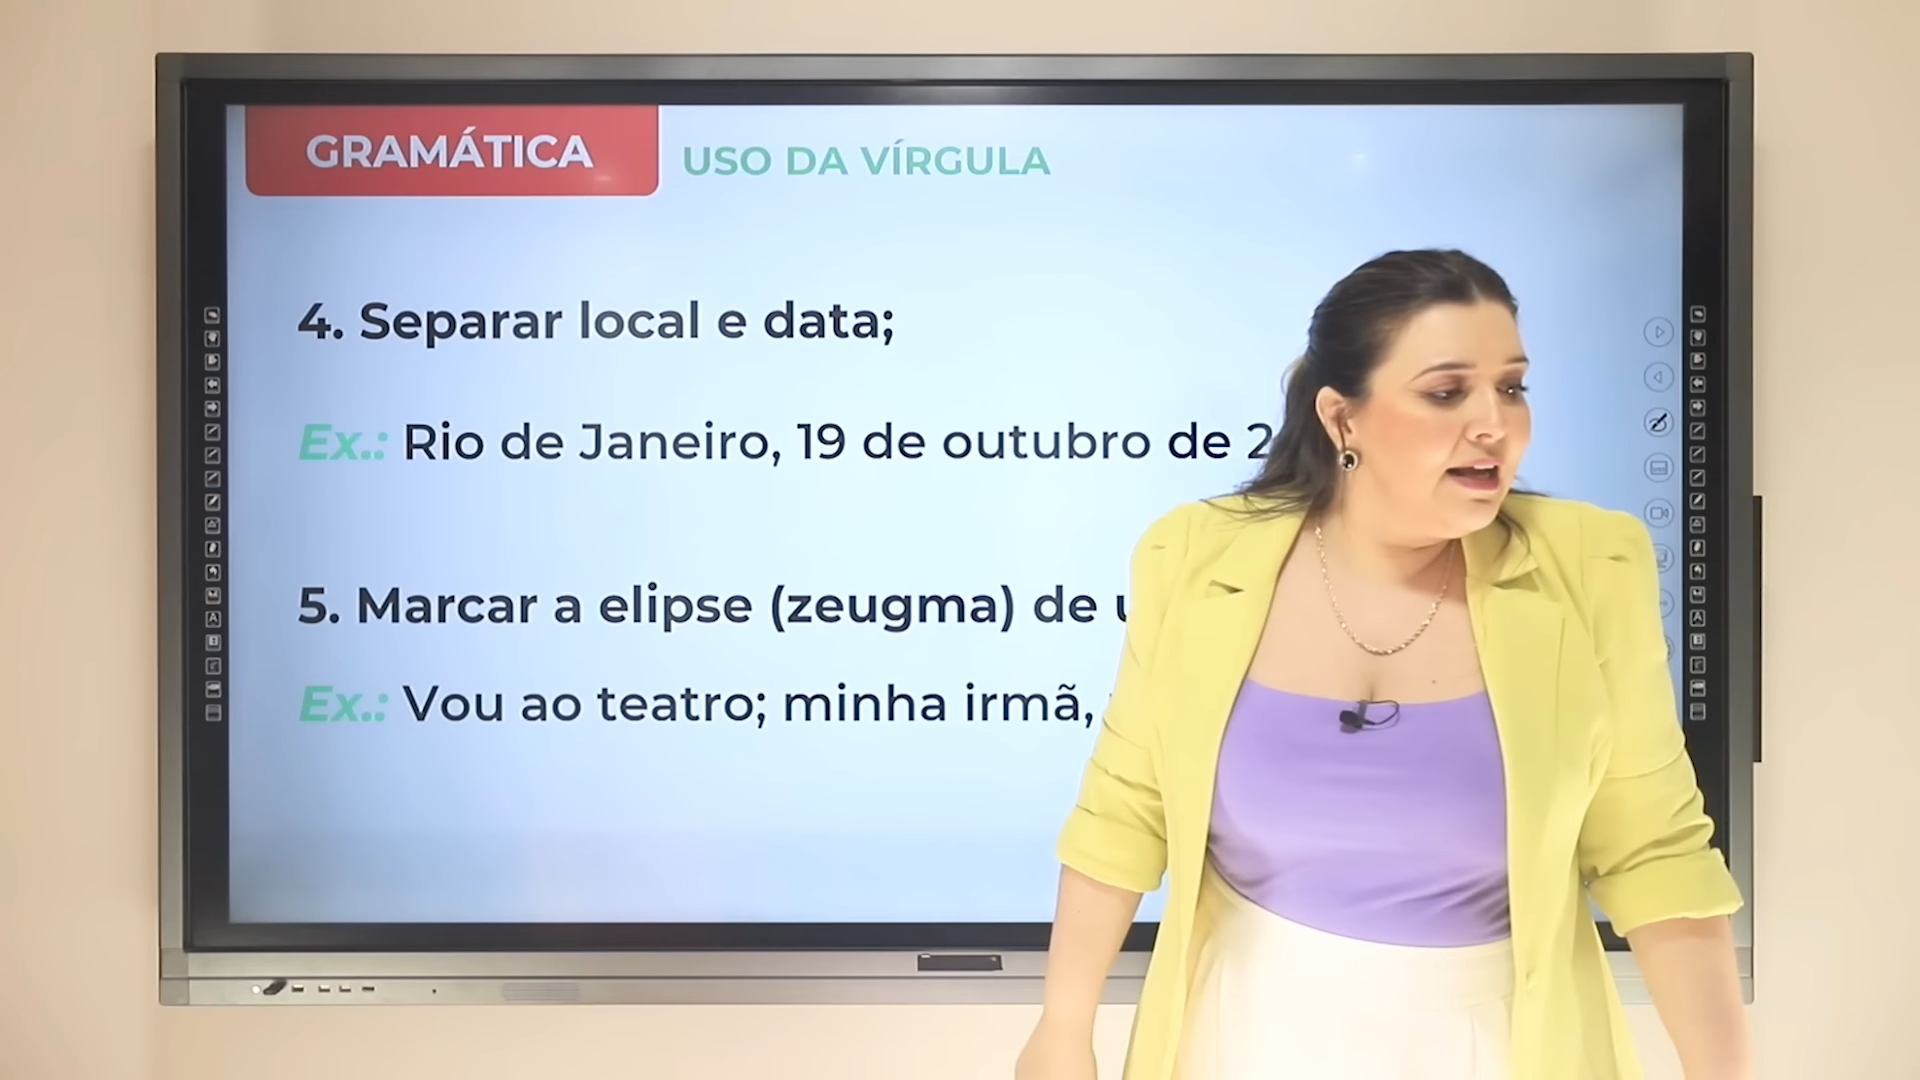 GRAMÁTICA
USO DA VÍRGULA
4. Separar local e data;
Ex.: Rio de Janeiro, 19 de outubro de 2
5. Marcar a elipse (zeugma) de
Ex.: Vou ao teatro; minha irmã,